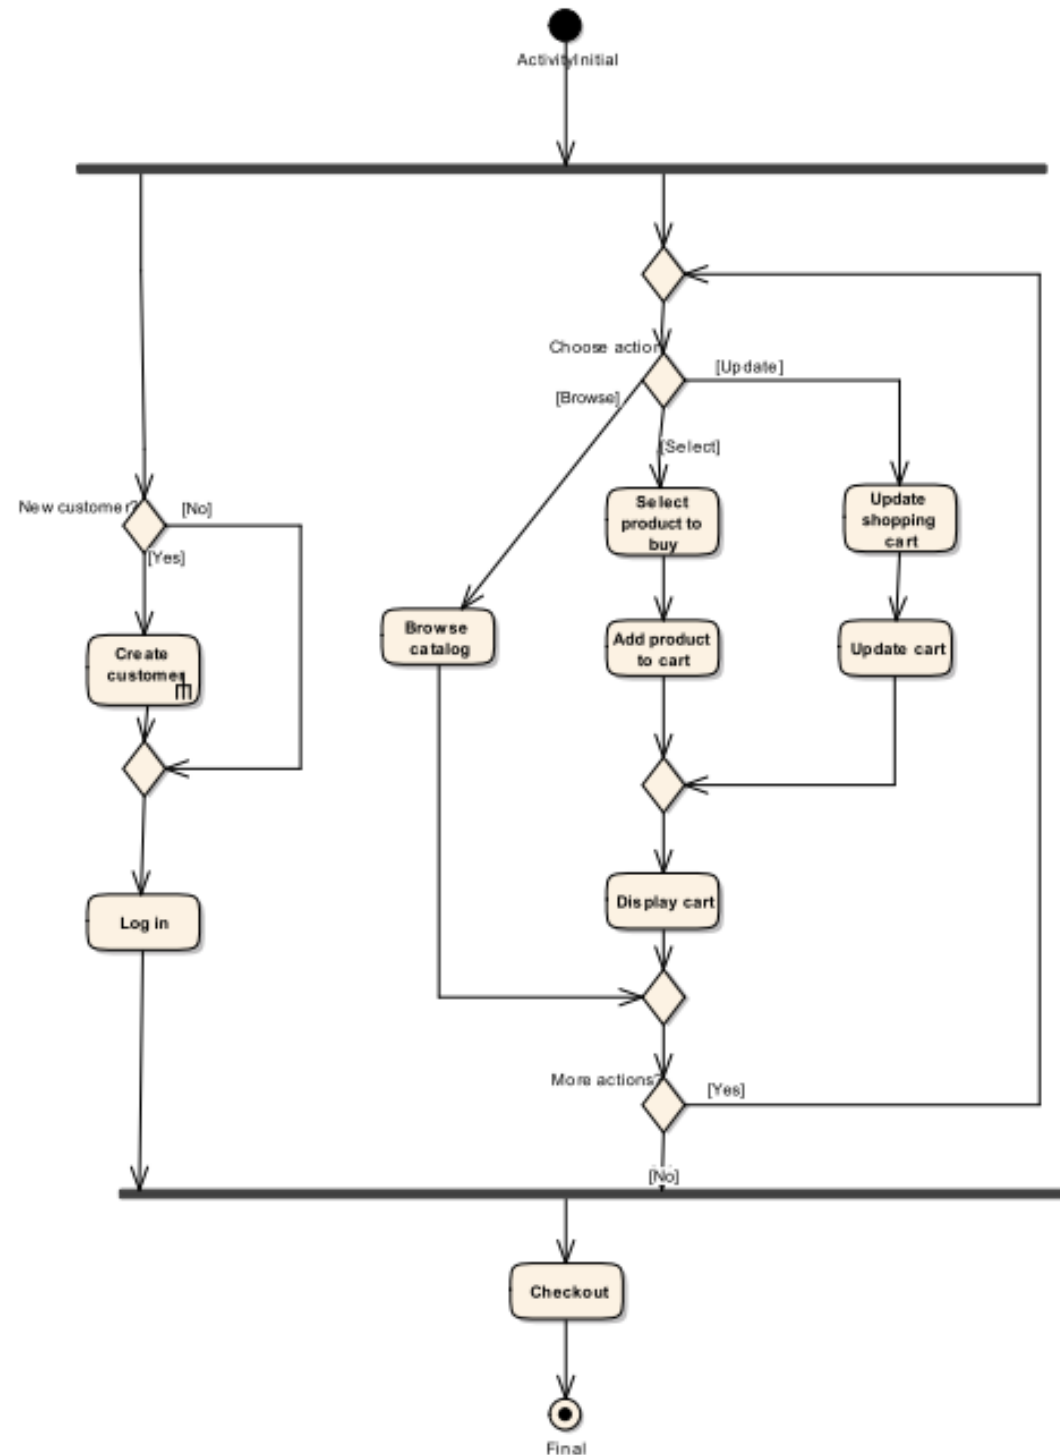 ActivityInitial
Choose action
[Update]
[Browse]
[Select]
New customer?
[No]
[Yes]
Select
product to
buy
Update
shopping
cart
Browse
catalog
Add product
to cart
Update cart
Create
customer
Display cart
Log in
More actions?
[Yes]
[No]
Checkout
Final